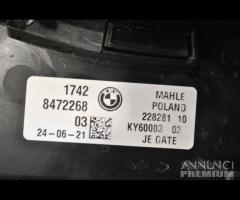 1742
8472268
03
24-06-21
MAHLE
POLAND
228281 10
KY60003 03
JE GATE
ANNUNCI
PREMIUM